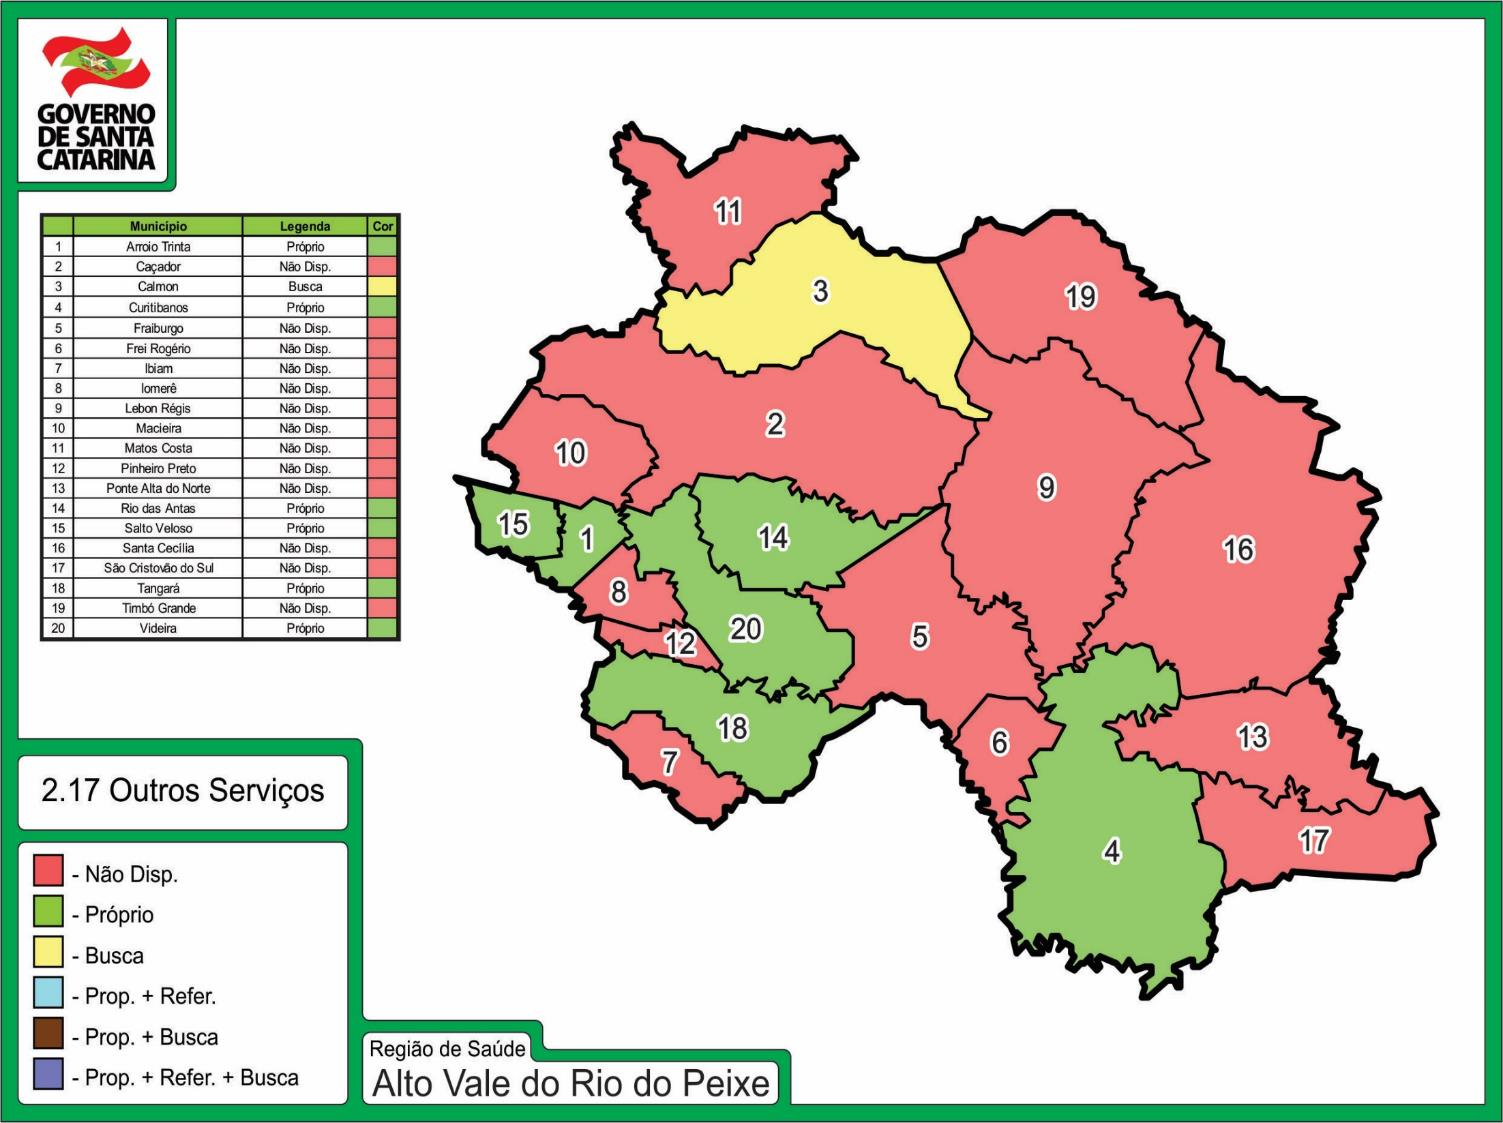 GOVERNO
DE SANTA
CATARINA
Município Legenda Cor
1 Arroio Trinta Próprio
2 Caçador Não Disp.
3 Calmon Busca
4 Curitibanos Próprio
5 Fraiburgo Não Disp.
6 Frei Rogério Não Disp.
7 Ibiam Não Disp.
8 Iomerê Não Disp.
9 Lebon Régis Não Disp.
10 Macieira Não Disp.
11 Matos Costa Não Disp.
12 Pinheiro Preto Não Disp.
13 Ponte Alta do Norte Não Disp.
14 Rio das Antas Próprio
15 Salto Veloso Próprio
16 Santa Cecília Não Disp.
17 São Cristovão do Sul Não Disp.
18 Tangará Próprio
19 Timbó Grande Não Disp.
20 Videira Próprio
11
3
19
2
10
9
15
1
14
16
8
20
5
12
18
6
13
7
4
17
2.17 Outros Serviços
- Não Disp.
- Próprio
- Busca
- Prop. + Refer.
- Prop. + Busca
- Prop. + Refer. + Busca
Região de Saúde
Alto Vale do Rio do Peixe